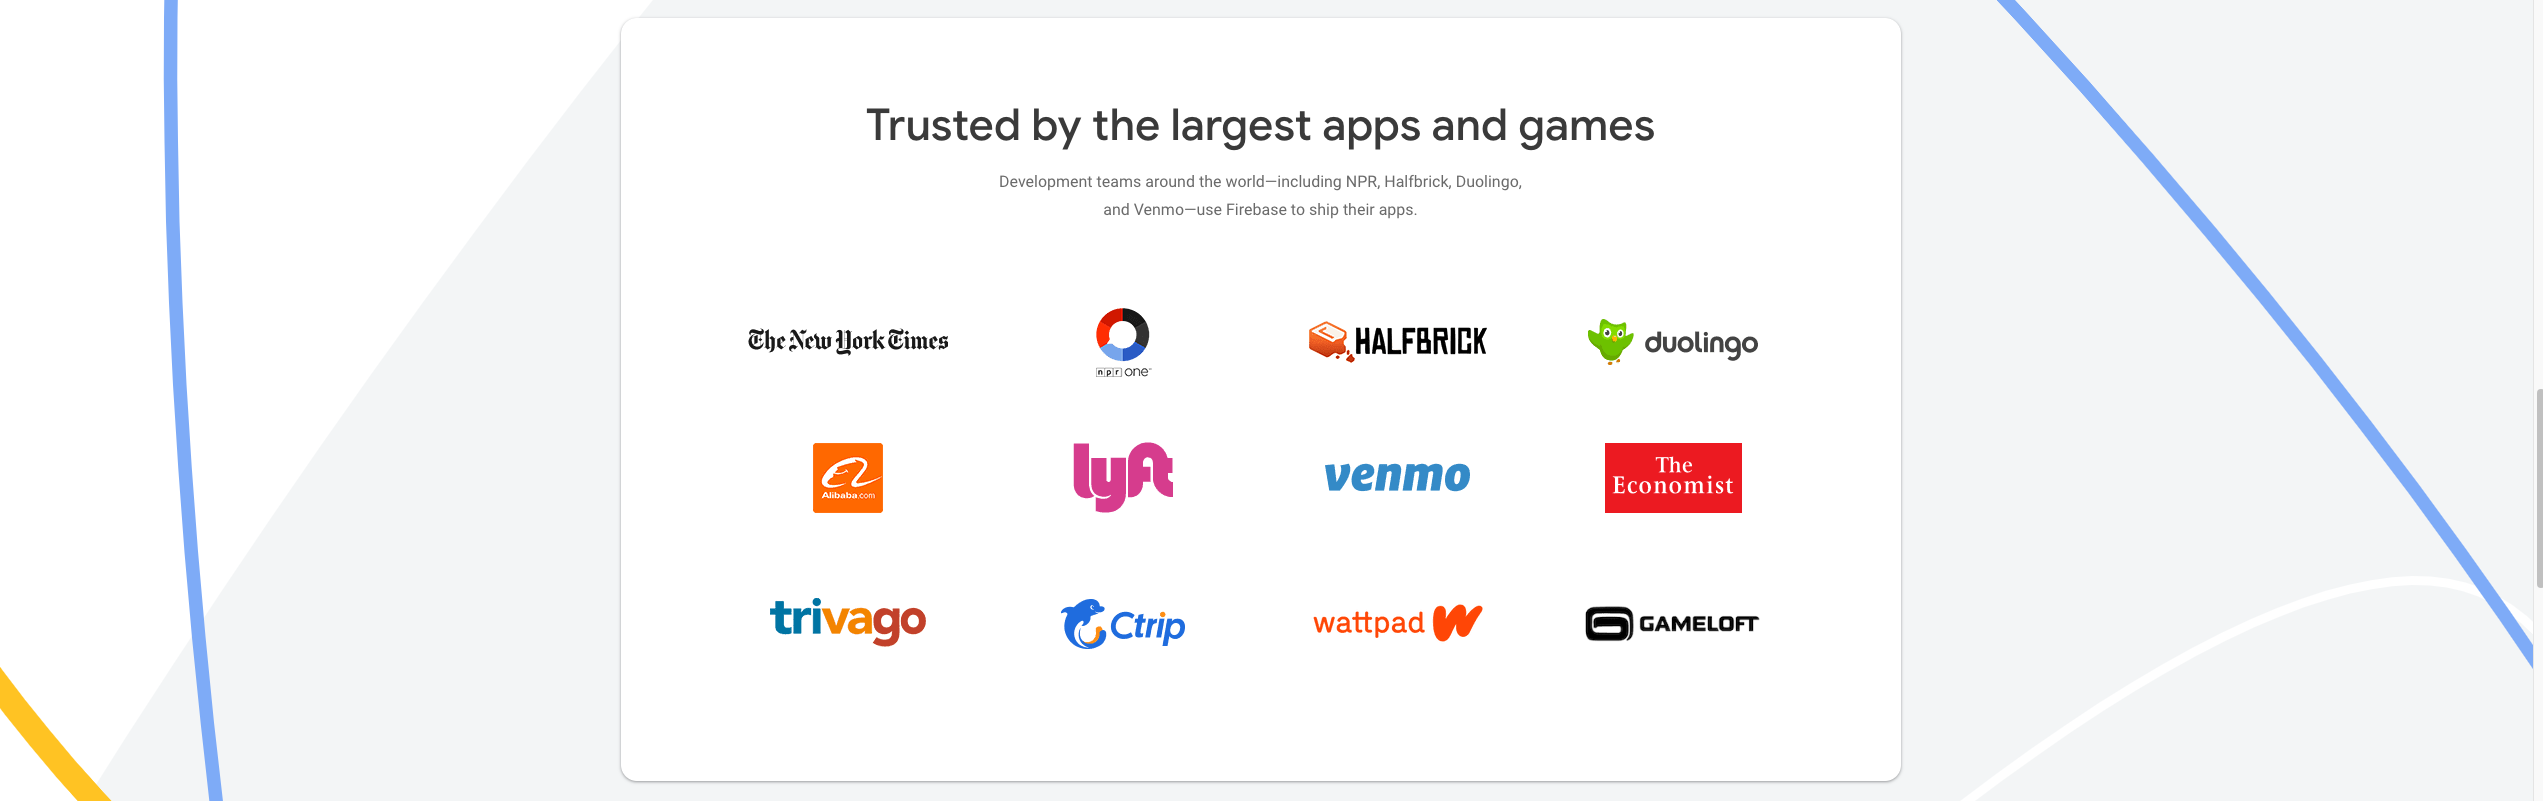 Trusted by the largest apps and games
Development teams around the world—including NPR, Halfbrick, Duolingo,
and Venmo—use Firebase to ship their apps.
The New York Times
npr one
HALFBRICK
duolingo
Alibaba.com
lyft
venmo
The
Economist
trivago
Ctrip
wattpad
GAMELOFT